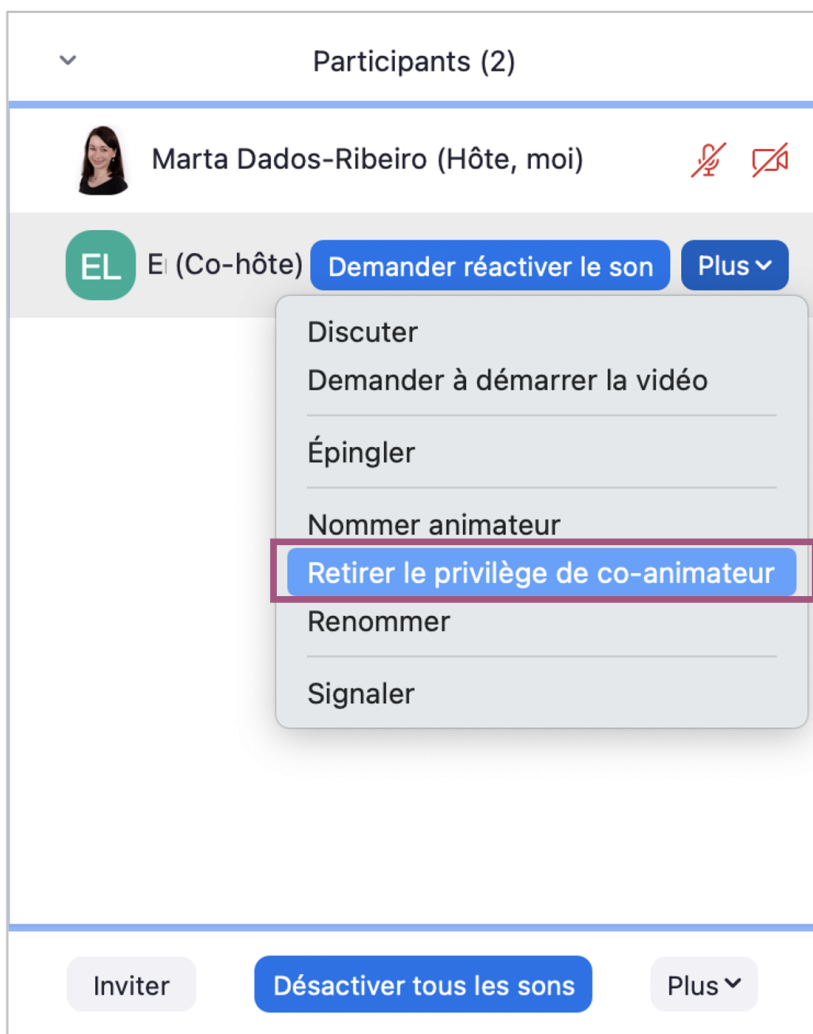 Participants (2)
Marta Dados-Ribeiro (Hôte, moi)
EL (Co-hôte) Demander réactiver le son Plus
Discuter
Demander à démarrer la vidéo
Épingler
Nommer animateur
Retirer le privilège de co-animateur
Renommer
Signaler
Inviter Désactiver tous les sons Plus